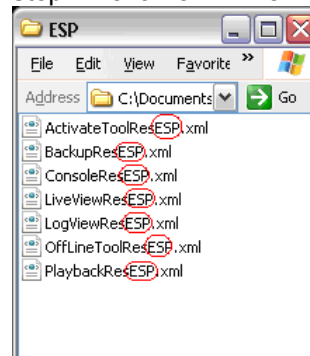 ESP
File Edit View Favorite »
Address C:\Documents Go
ActivateToolResESP.xml
BackupResESP.xml
ConsoleResESP.xml
LiveViewResESP.xml
LogViewResESP.xml
OffLineToolResESP.xml
PlaybackResESP.xml